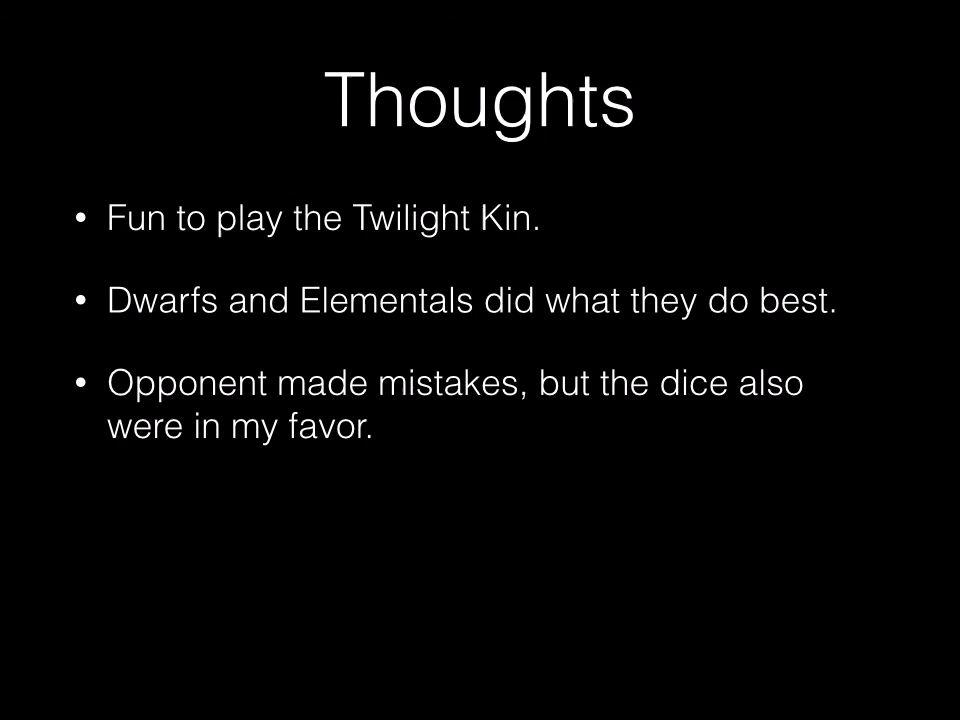 Thoughts
• Fun to play the Twilight Kin.
• Dwarfs and Elementals did what they do best.
• Opponent made mistakes, but the dice also
were in my favor.